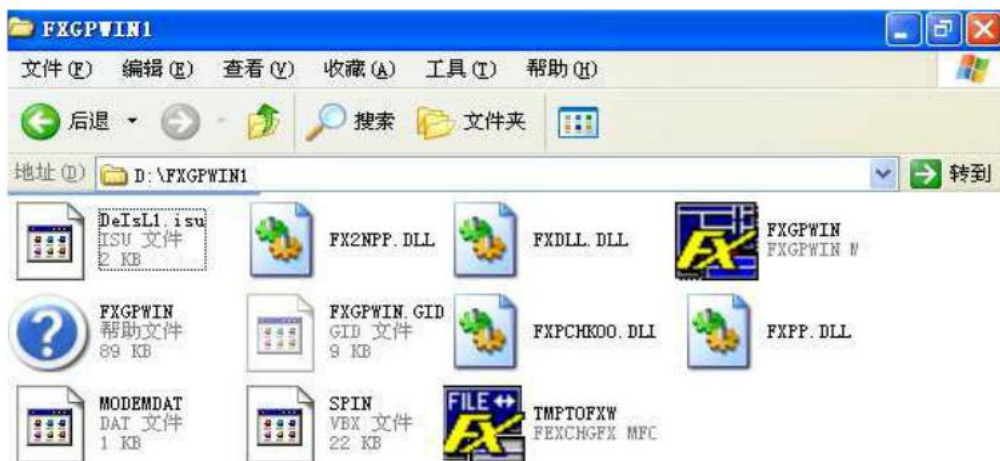 FXGPWIN1
文件(F) 编辑(E) 查看(V) 收藏(A) 工具(T) 帮助(H)
后退 搜索 文件夹
地址(D) D:\FXGPWIN1 转到
DeIsL1.isu
ISU 文件
2 KB
FX2NPP.DLL
FXDLL.DLL
FXGPWIN
FXGPWIN W
FXGPWIN
帮助文件
89 KB
FXGPWIN.GID
GID 文件
9 KB
FXPCHKOO.DLL
FXPP.DLL
MODEMDAT
DAT 文件
1 KB
SPIN
VBX 文件
22 KB
FILE
FX
TMPTOFXW
FEXCHGFX MFC